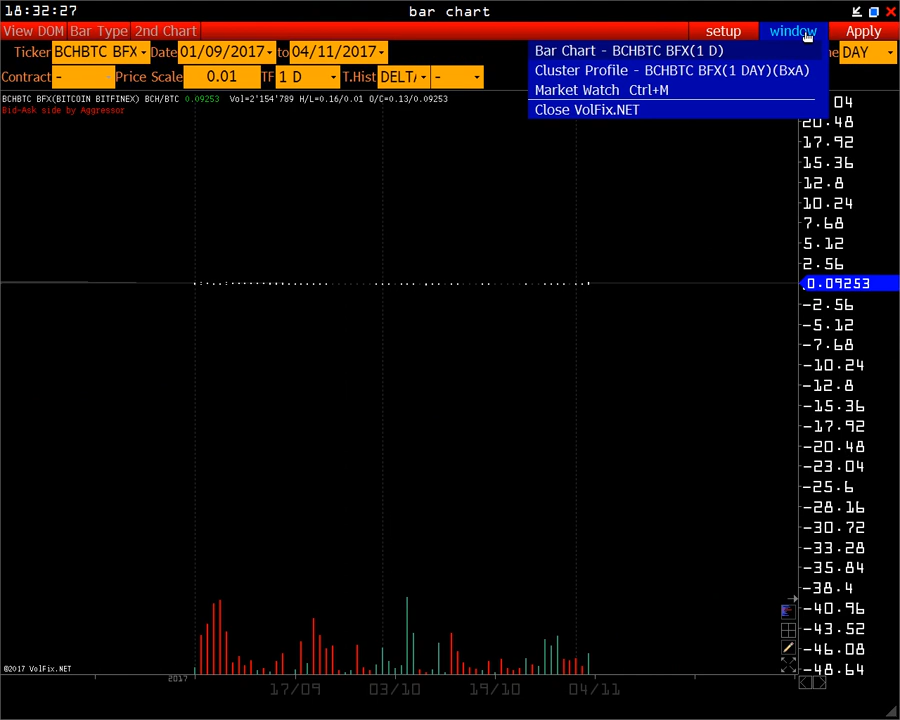 18:32:27 bar chart
View DOM Bar Type 2nd Chart setup window Apply
Ticker BCHBTC BFX Date 01/09/2017 to 04/11/2017 me DAY
Contract - Price Scale 0.01 TF 1 D T.Hist DELT/ -
Bar Chart - BCHBTC BFX(1 D)
Cluster Profile - BCHBTC BFX(1 DAY)(BxA)
Market Watch Ctrl+M
Close VolFix.NET
BCHBTC BFX(BITCOIN BITFINEX) BCH/BTC 0.09253 Vol=2'154'789 H/L=0.16/0.01 O/C=0.13/0.09253
Bid-Ask side by Aggressor
04
20.48
17.92
15.36
12.8
10.24
7.68
5.12
2.56
0.09253
-2.56
-5.12
-7.68
-10.24
-12.8
-15.36
-17.92
-20.48
-23.04
-25.6
-28.16
-30.72
-33.28
-35.84
-38.4
-40.96
-43.52
-46.08
-48.64
©2017 VolFix.NET
2017
17/09 03/10 19/10 04/11